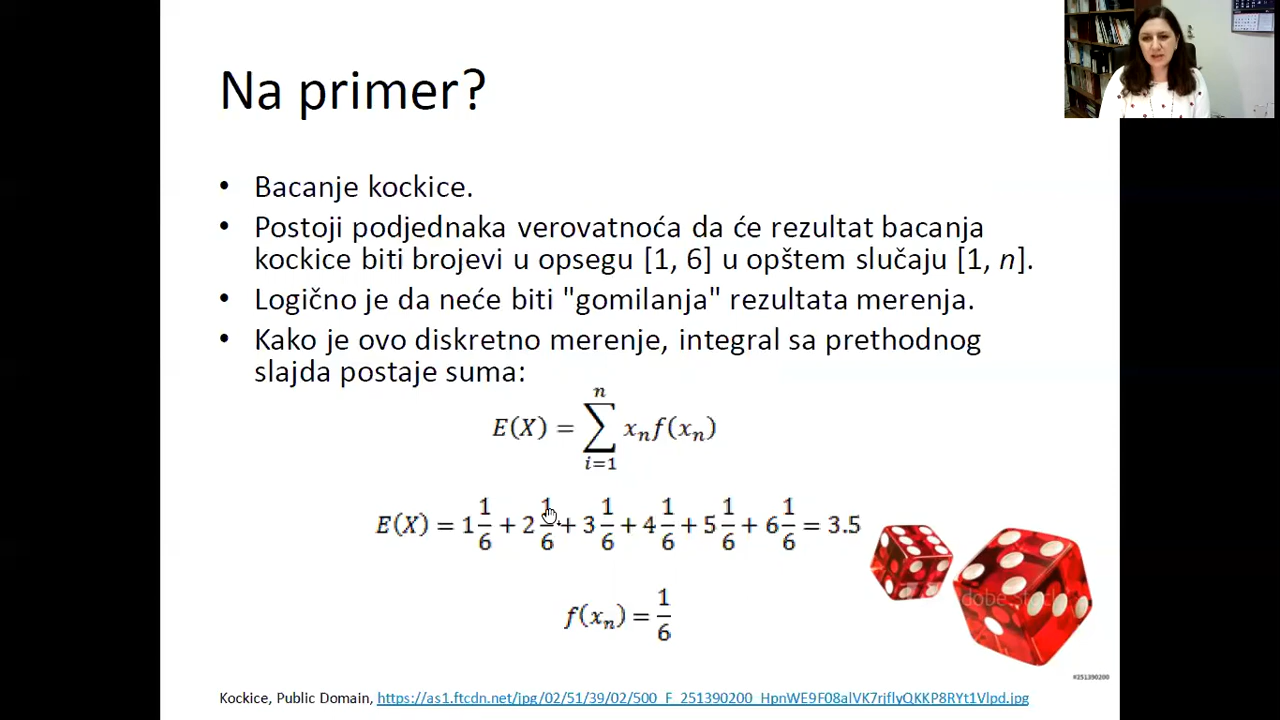 Na primer?
• Bacanje kockice.
• Postoji podjednaka verovatnoća da će rezultat bacanja
kockice biti brojevi u opsegu [1, 6] u opštem slučaju [1, n].
• Logično je da neće biti "gomilanja" rezultata merenja.
• Kako je ovo diskretno merenje, integral sa prethodnog
slajda postaje suma:
E(X) = ∑_{i=1}^{n} x_n f(x_n)
E(X) = 1 1/6 + 2 1/6 + 3 1/6 + 4 1/6 + 5 1/6 + 6 1/6 = 3.5
f(x_n) = 1/6
#251390200
Kockice, Public Domain, https://as1.ftcdn.net/jpg/02/51/39/02/500_F_251390200_HpnWE9F08alVK7rjflyQKKP8RYt1Vlpd.jpg